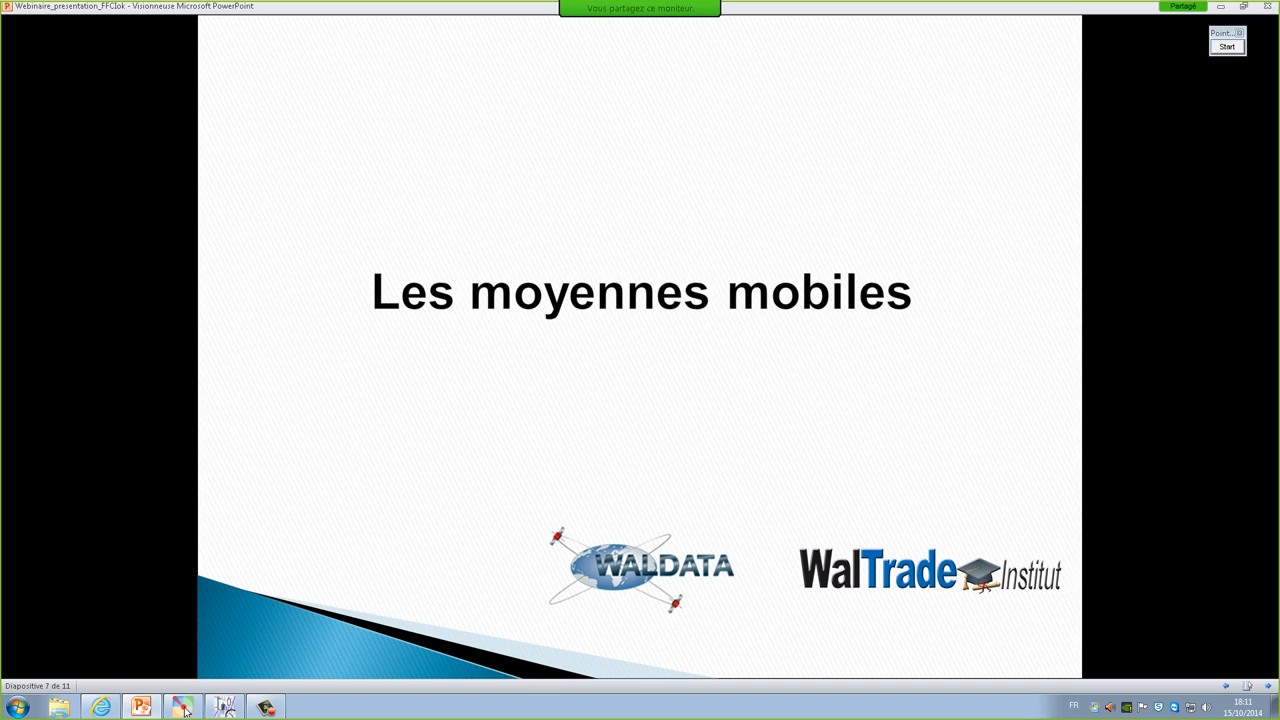 Webinaire_presentation_FFCIok - Visionneuse Microsoft PowerPoint
Vous partagez ce moniteur.
Partagé
Point...
Start
Les moyennes mobiles
WALDATA
WalTrade Institut
Diapositive 7 de 11
FR
18:11
15/10/2014